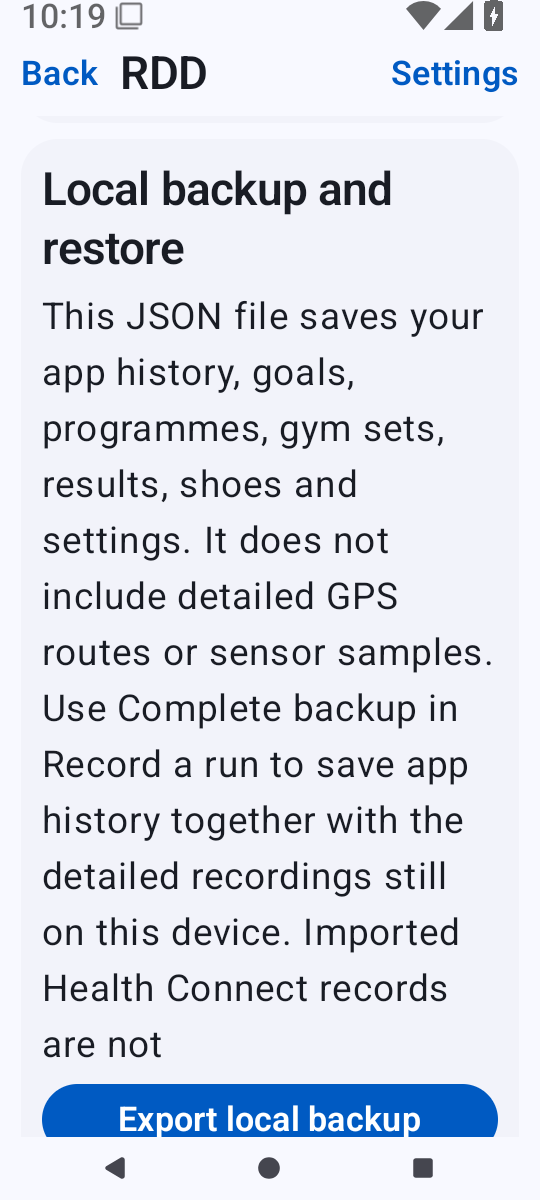 10:19
Back RDD Settings
Local backup and
restore
This JSON file saves your
app history, goals,
programmes, gym sets,
results, shoes and
settings. It does not
include detailed GPS
routes or sensor samples.
Use Complete backup in
Record a run to save app
history together with the
detailed recordings still
on this device. Imported
Health Connect records
are not
Export local backup